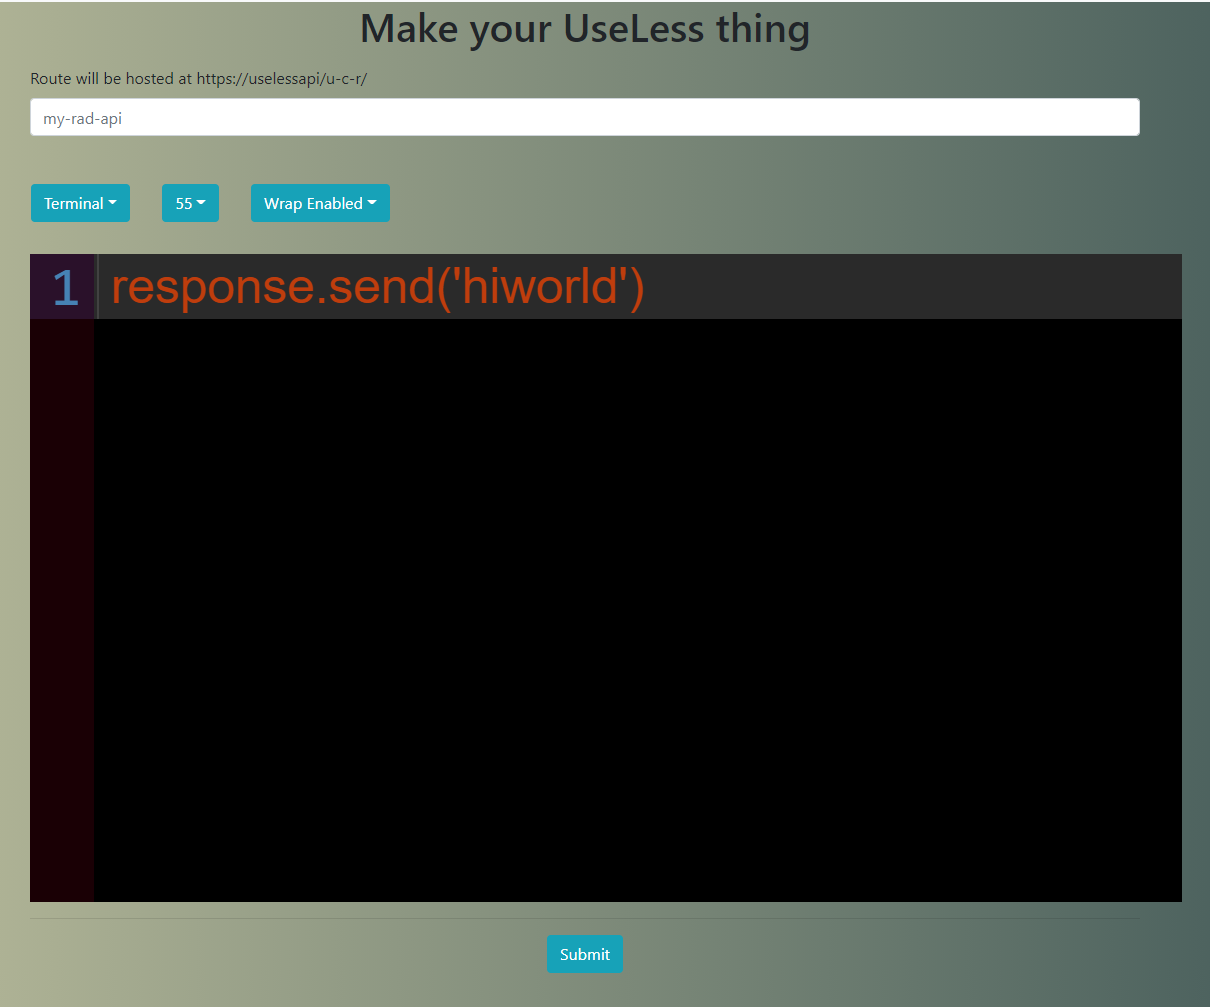 Make your UseLess thing
Route will be hosted at https://uselessapi/u-c-r/
my-rad-api
Terminal 55 Wrap Enabled
1 response.send('hiworld')
Submit